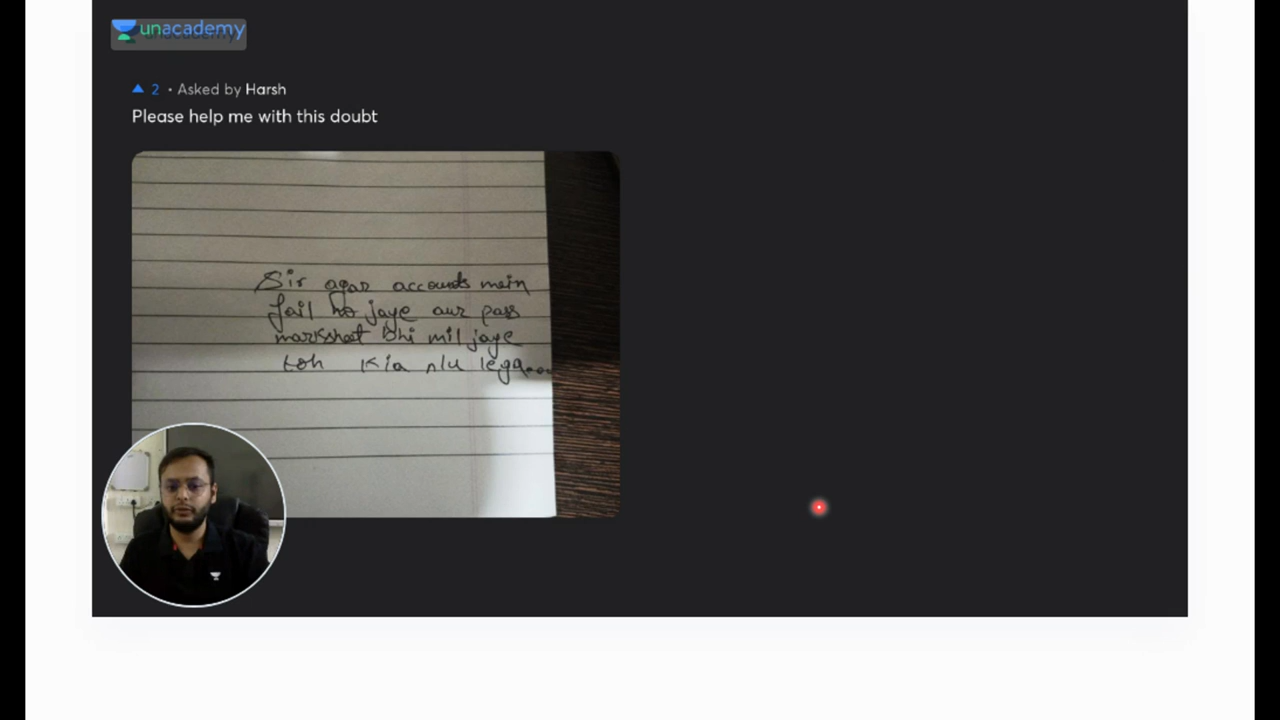 unacademy
2 • Asked by Harsh
Please help me with this doubt
Sir agar accounts mein
fail ho jaye aur pass
marksheet bhi mil jaye
toh kia nlu lega...